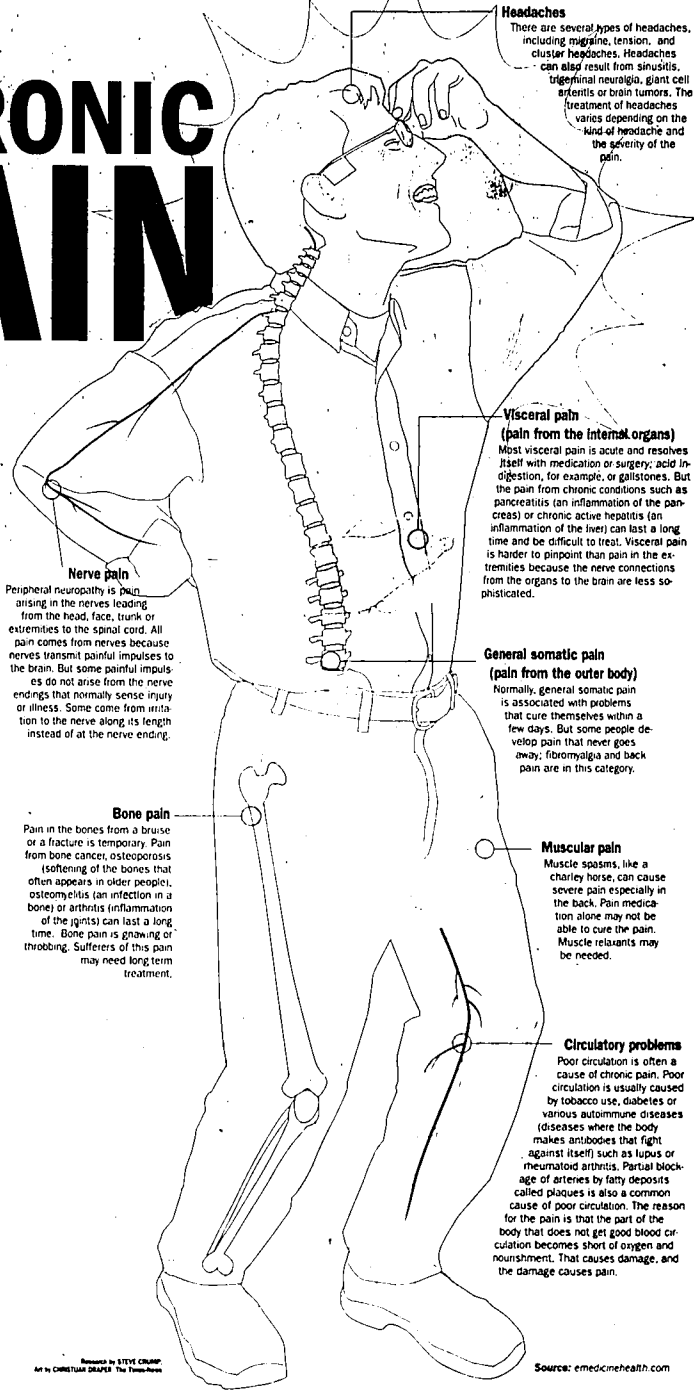 RONIC
AIN
Headaches
There are several types of headaches,
including migraine, tension, and
cluster headaches. Headaches
can also result from sinusitis,
trigeminal neuralgia, giant cell
arteritis or brain tumors. The
treatment of headaches
varies depending on the
kind of headache and
the severity of the
pain.
Visceral pain
(pain from the internal organs)
Most visceral pain is acute and resolves
itself with medication or surgery; acid in-
digestion, for example, or gallstones. But
the pain from chronic conditions such as
pancreatitis (an inflammation of the pan-
creas) or chronic active hepatitis (an
inflammation of the liver) can last a long
time and be difficult to treat. Visceral pain
is harder to pinpoint than pain in the ex-
tremities because the nerve connections
from the organs to the brain are less so-
phisticated.
Nerve pain
Peripheral neuropathy is pain
arising in the nerves leading
from the head, face, trunk or
extremities to the spinal cord. All
pain comes from nerves because
nerves transmit painful impulses to
the brain. But some painful impuls-
es do not arise from the nerve
endings that normally sense injury
or illness. Some come from irrita-
tion to the nerve along its length
instead of at the nerve ending.
General somatic pain
(pain from the outer body)
Normally, general somatic pain
is associated with problems
that cure themselves within a
few days. But some people de-
velop pain that never goes
away; fibromyalgia and back
pain are in this category.
Bone pain
Pain in the bones from a bruise
or a fracture is temporary. Pain
from bone cancer, osteoporosis
(softening of the bones that
often appears in older people),
osteomyelitis (an infection in a
bone) or arthritis (inflammation
of the joints) can last a long
time. Bone pain is gnawing or
throbbing. Sufferers of this pain
may need long term
treatment.
Muscular pain
Muscle spasms, like a
charley horse, can cause
severe pain especially in
the back. Pain medica-
tion alone may not be
able to cure the pain.
Muscle relaxants may
be needed.
Circulatory problems
Poor circulation is often a
cause of chronic pain. Poor
circulation is usually caused
by tobacco use, diabetes or
various autoimmune diseases
(diseases where the body
makes antibodies that fight
against itself) such as lupus or
rheumatoid arthritis. Partial block-
age of arteries by fatty deposits
called plaques is also a common
cause of poor circulation. The reason
for the pain is that the part of the
body that does not get good blood cir-
culation becomes short of oxygen and
nourishment. That causes damage, and
the damage causes pain.
Research by STEVE CRUMP,
Art by CHRISTIAN DRAPER The Times-News
Source: emedicinehealth.com